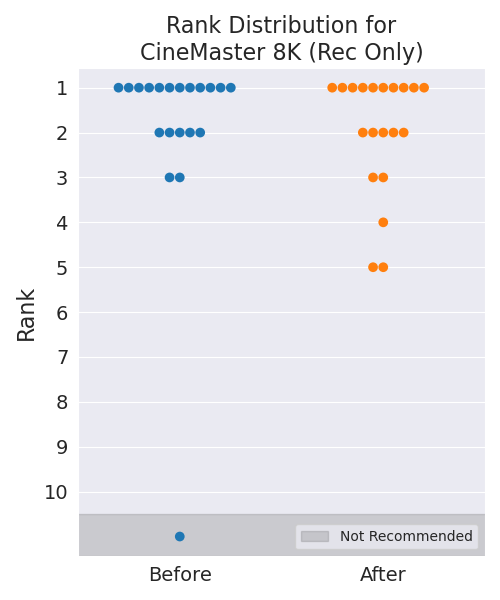 Rank Distribution for
CineMaster 8K (Rec Only)
Rank
1
2
3
4
5
6
7
8
9
10
Not Recommended
Before
After